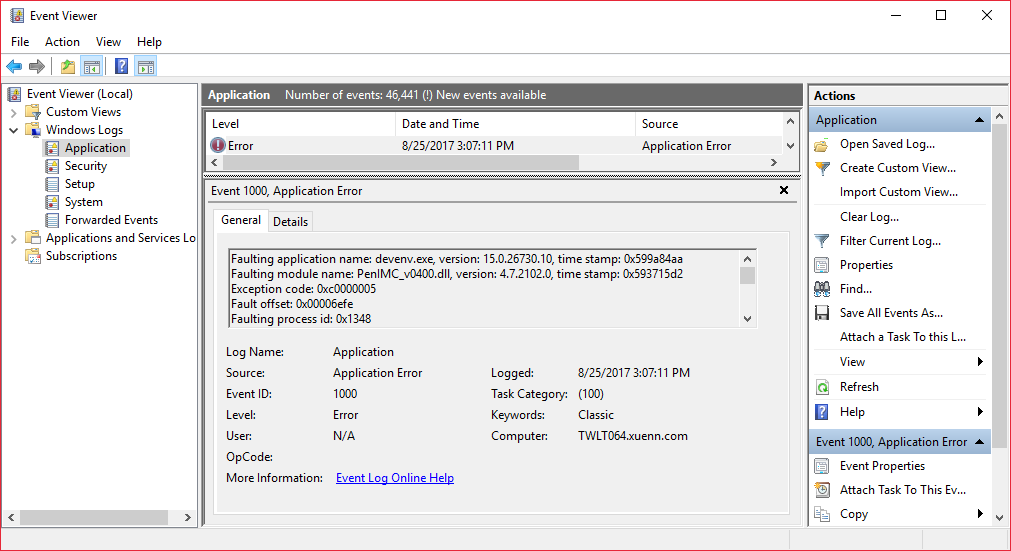 Event Viewer
File Action View Help
Event Viewer (Local)
Custom Views
Windows Logs
Application
Security
Setup
System
Forwarded Events
Applications and Services Lo
Subscriptions
Application Number of events: 46,441 (!) New events available
Level Date and Time Source
Error 8/25/2017 3:07:11 PM Application Error
Event 1000, Application Error
General Details
Faulting application name: devenv.exe, version: 15.0.26730.10, time stamp: 0x599a84aa
Faulting module name: PenIMC_v0400.dll, version: 4.7.2102.0, time stamp: 0x593715d2
Exception code: 0xc0000005
Fault offset: 0x00006efe
Faulting process id: 0x1348
Log Name: Application
Source: Application Error Logged: 8/25/2017 3:07:11 PM
Event ID: 1000 Task Category: (100)
Level: Error Keywords: Classic
User: N/A Computer: TWLT064.xuenn.com
OpCode:
More Information: Event Log Online Help
Actions
Application
Open Saved Log...
Create Custom View...
Import Custom View...
Clear Log...
Filter Current Log...
Properties
Find...
Save All Events As...
Attach a Task To this L...
View
Refresh
Help
Event 1000, Application Error
Event Properties
Attach Task To This Ev...
Copy